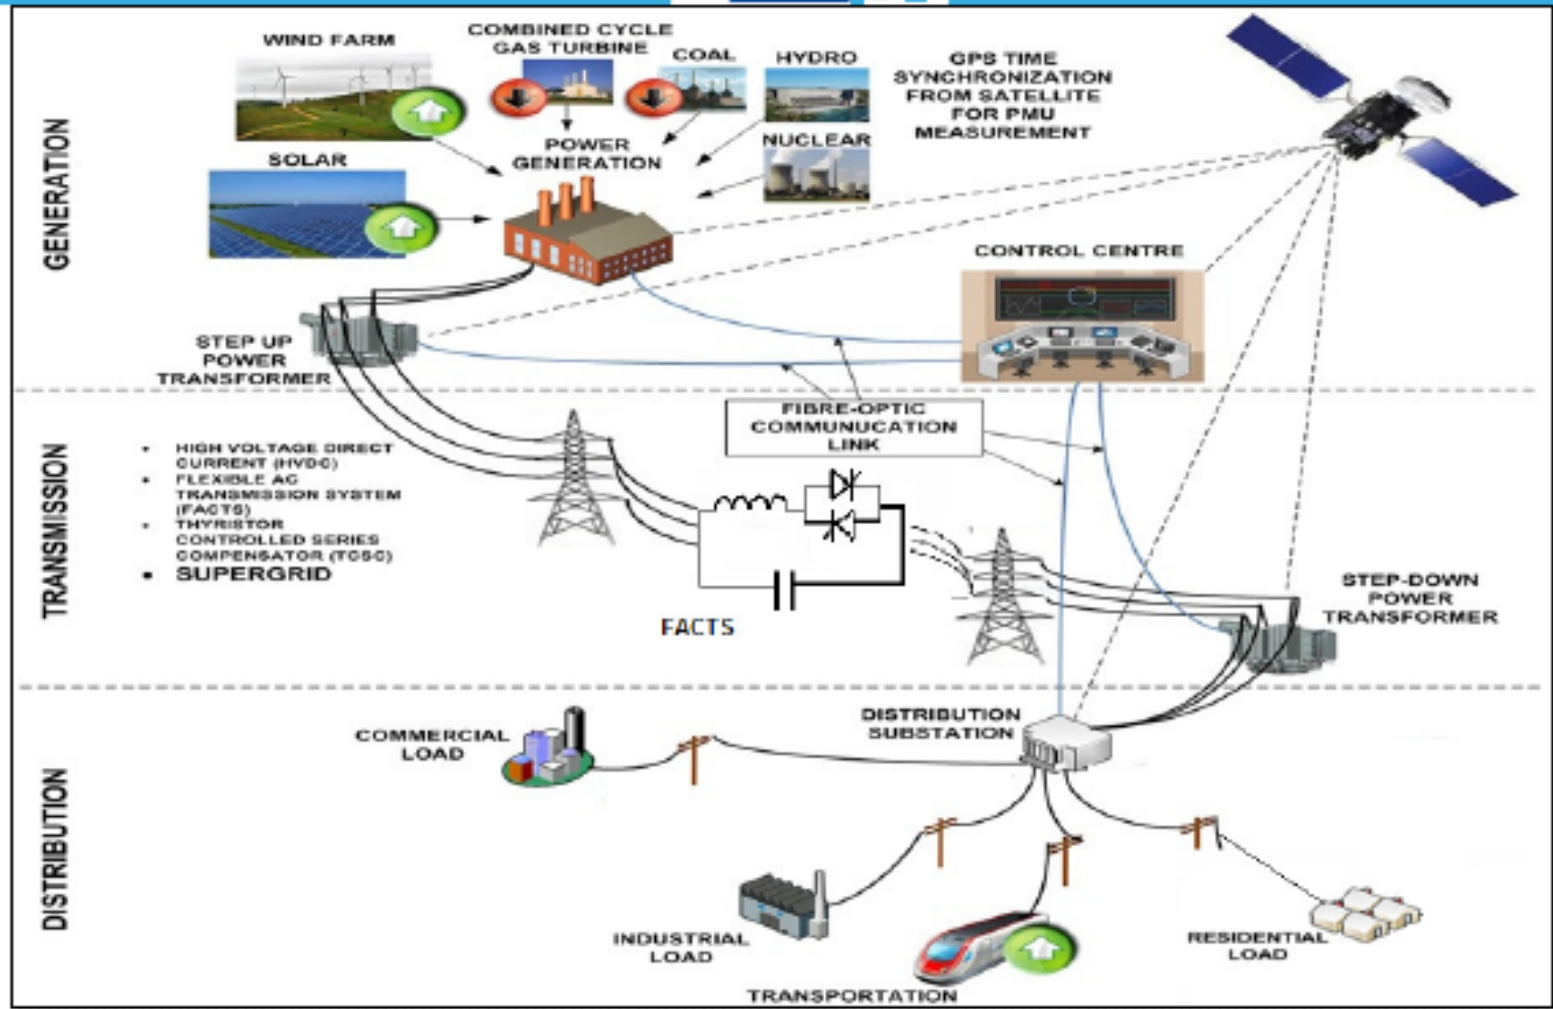 GENERATION
WIND FARM
COMBINED CYCLE
GAS TURBINE
COAL
HYDRO
GPS TIME
SYNCHRONIZATION
FROM SATELLITE
FOR PMU
MEASUREMENT
SOLAR
POWER
GENERATION
NUCLEAR
CONTROL CENTRE
STEP UP
POWER
TRANSFORMER
TRANSMISSION
• HIGH VOLTAGE DIRECT
CURRENT (HVDC)
• FLEXIBLE AC
TRANSMISSION SYSTEM
(FACTS)
• THYRISTOR
CONTROLLED SERIES
COMPENSATOR (TCSC)
• SUPERGRID
FIBRE-OPTIC
COMMUNUCATION
LINK
FACTS
STEP-DOWN
POWER
TRANSFORMER
DISTRIBUTION
COMMERCIAL
LOAD
DISTRIBUTION
SUBSTATION
INDUSTRIAL
LOAD
TRANSPORTATION
RESIDENTIAL
LOAD